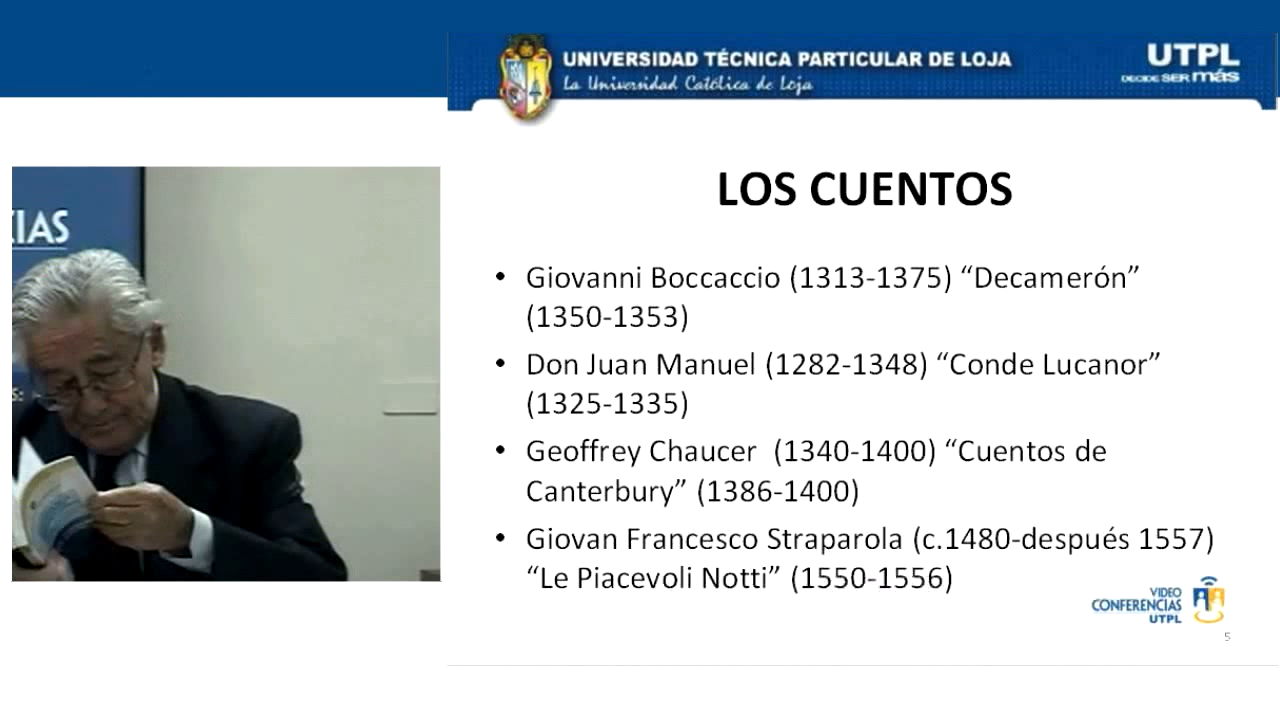 UNIVERSIDAD TÉCNICA PARTICULAR DE LOJA
La Universidad Católica de Loja
UTPL
DECIDE SER más
CIAS
LOS CUENTOS
• Giovanni Boccaccio (1313-1375) “Decamerón”
(1350-1353)
• Don Juan Manuel (1282-1348) “Conde Lucanor”
(1325-1335)
• Geoffrey Chaucer (1340-1400) “Cuentos de
Canterbury” (1386-1400)
• Giovan Francesco Straparola (c.1480-después 1557)
“Le Piacevoli Notti” (1550-1556)
VIDEO
CONFERENCIAS
UTPL
5